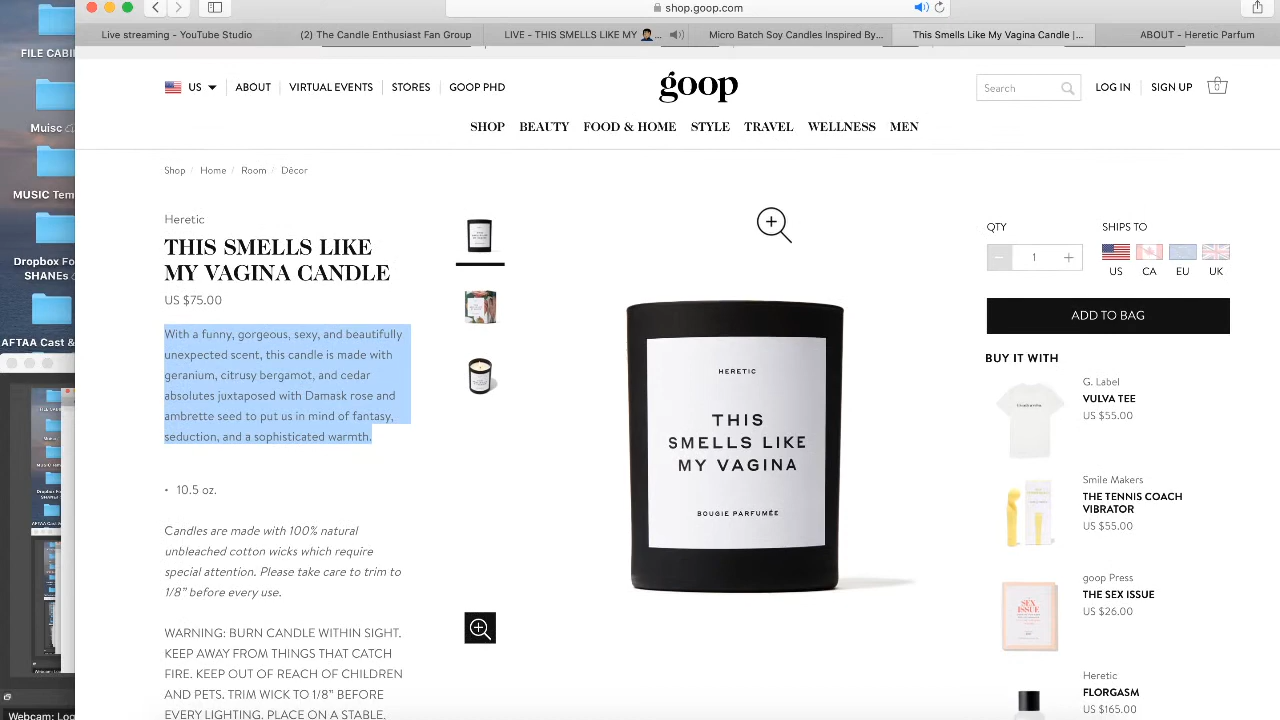 shop.goop.com
Live streaming - YouTube Studio
(2) The Candle Enthusiast Fan Group
LIVE - THIS SMELLS LIKE MY ...
Micro Batch Soy Candles Inspired By...
This Smells Like My Vagina Candle |...
ABOUT - Heretic Parfum
FILE CABI
Muisc
MUSIC Tem
Dropbox Fo
SHANEs
AFTAA Cast &
Webcam: Log
US
ABOUT
VIRTUAL EVENTS
STORES
GOOP PHD
goop
Search
LOG IN
SIGN UP
0
SHOP
BEAUTY
FOOD & HOME
STYLE
TRAVEL
WELLNESS
MEN
Shop / Home / Room / Décor
Heretic
THIS SMELLS LIKE
MY VAGINA CANDLE
US $75.00
With a funny, gorgeous, sexy, and beautifully
unexpected scent, this candle is made with
geranium, citrusy bergamot, and cedar
absolutes juxtaposed with Damask rose and
ambrette seed to put us in mind of fantasy,
seduction, and a sophisticated warmth.
• 10.5 oz.
Candles are made with 100% natural
unbleached cotton wicks which require
special attention. Please take care to trim to
1/8" before every use.
WARNING: BURN CANDLE WITHIN SIGHT.
KEEP AWAY FROM THINGS THAT CATCH
FIRE. KEEP OUT OF REACH OF CHILDREN
AND PETS. TRIM WICK TO 1/8" BEFORE
EVERY LIGHTING. PLACE ON A STABLE,
HERETIC
THIS
SMELLS LIKE
MY VAGINA
BOUGIE PARFUMÉE
QTY
1
SHIPS TO
US
CA
EU
UK
ADD TO BAG
BUY IT WITH
G. Label
VULVA TEE
US $55.00
Smile Makers
THE TENNIS COACH
VIBRATOR
US $55.00
goop Press
THE SEX ISSUE
US $26.00
Heretic
FLORGASM
US $165.00